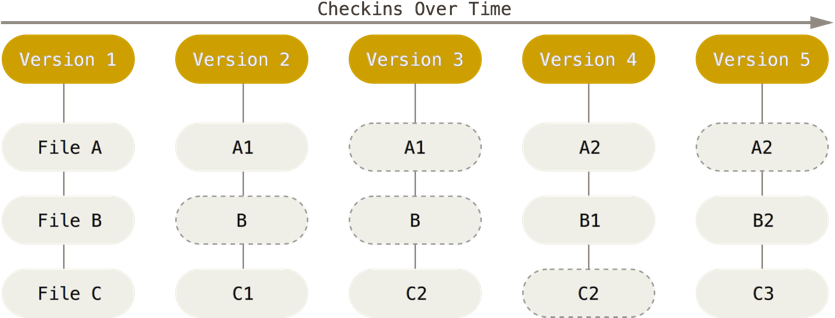 Checkins Over Time
Version 1 Version 2 Version 3 Version 4 Version 5
File A A1 A1 A2 A2
File B B B B1 B2
File C C1 C2 C2 C3